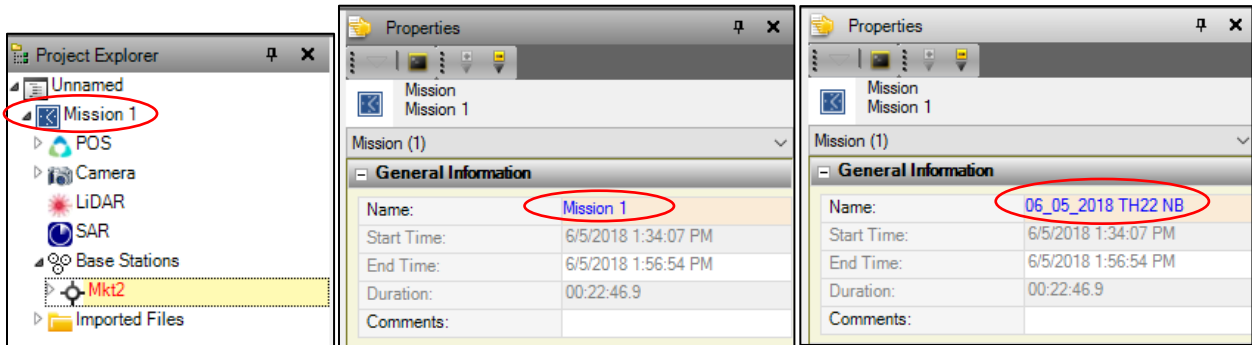 Project Explorer
Unnamed
Mission 1
POS
Camera
LiDAR
SAR
Base Stations
Mkt2
Imported Files
Properties
Mission
Mission 1
Mission (1)
General Information
Name: Mission 1
Start Time: 6/5/2018 1:34:07 PM
End Time: 6/5/2018 1:56:54 PM
Duration: 00:22:46.9
Comments:
Properties
Mission
Mission 1
Mission (1)
General Information
Name: 06_05_2018 TH22 NB
Start Time: 6/5/2018 1:34:07 PM
End Time: 6/5/2018 1:56:54 PM
Duration: 00:22:46.9
Comments: